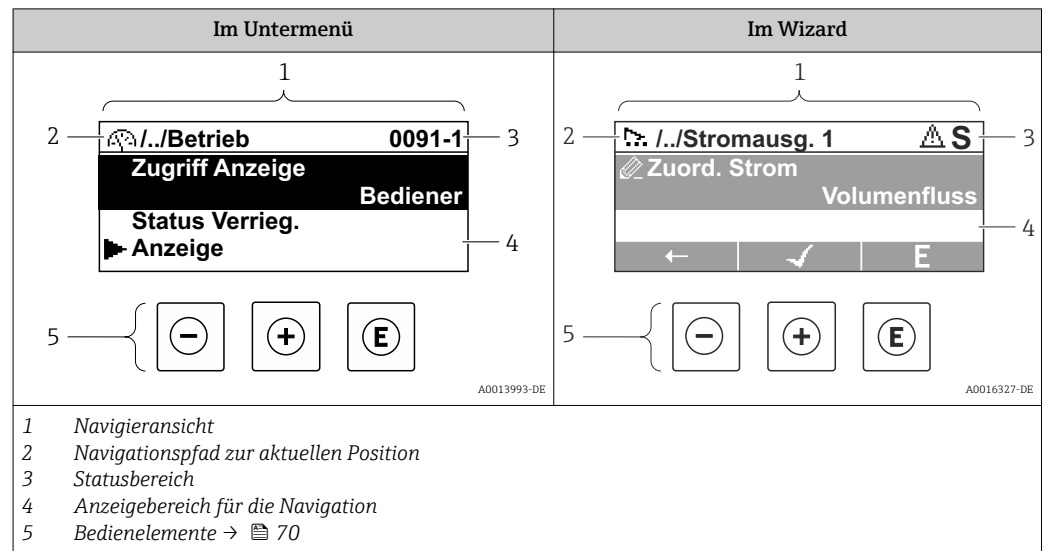 Im Untermenü
Im Wizard
1
2
/../Betrieb 0091-1
3
Zugriff Anzeige
Bediener
Status Verrieg.
Anzeige
4
5
- + E
A0013993-DE
1
2
/../Stromausg. 1 S
3
Zuord. Strom
Volumenfluss
4
← ✓ E
5
- + E
A0016327-DE
1 Navigieransicht
2 Navigationspfad zur aktuellen Position
3 Statusbereich
4 Anzeigebereich für die Navigation
5 Bedienelemente → 70